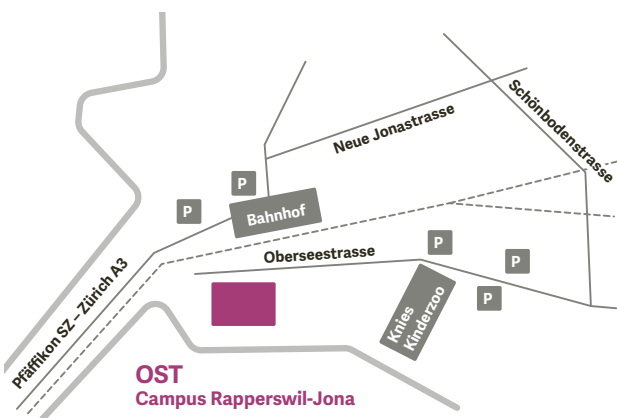 Schönbodenstrasse
Neue Jonastrasse
P
P
Bahnhof
P
Oberseestrasse
P
P
Pfäffikon SZ – Zürich A3
Knies
Kinderzoo
OST
Campus Rapperswil-Jona